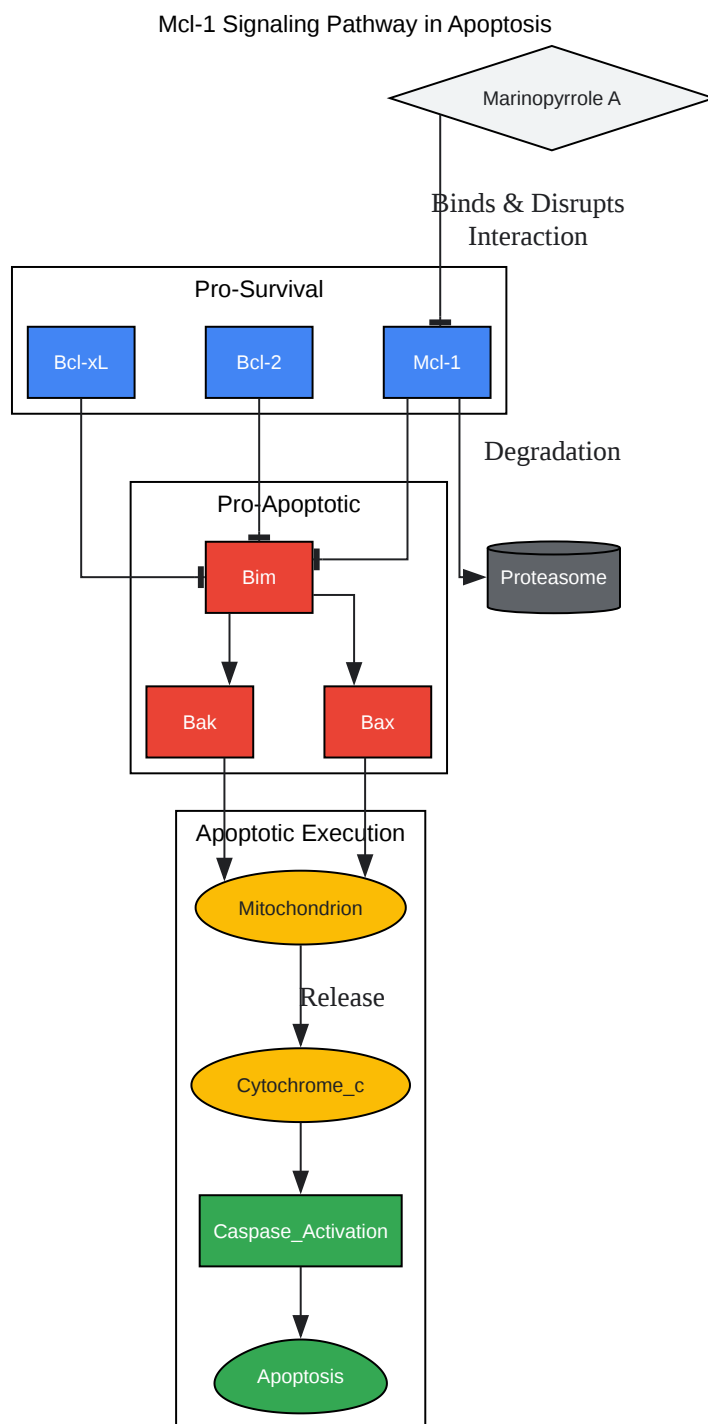 Mcl-1 Signaling Pathway in Apoptosis
Marinopyrrole A
Binds & Disrupts
Interaction
Pro-Survival
Bcl-xL
Bcl-2
Mcl-1
Degradation
Pro-Apoptotic
Bim
Proteasome
Bak
Bax
Apoptotic Execution
Mitochondrion
Release
Cytochrome_c
Caspase_Activation
Apoptosis